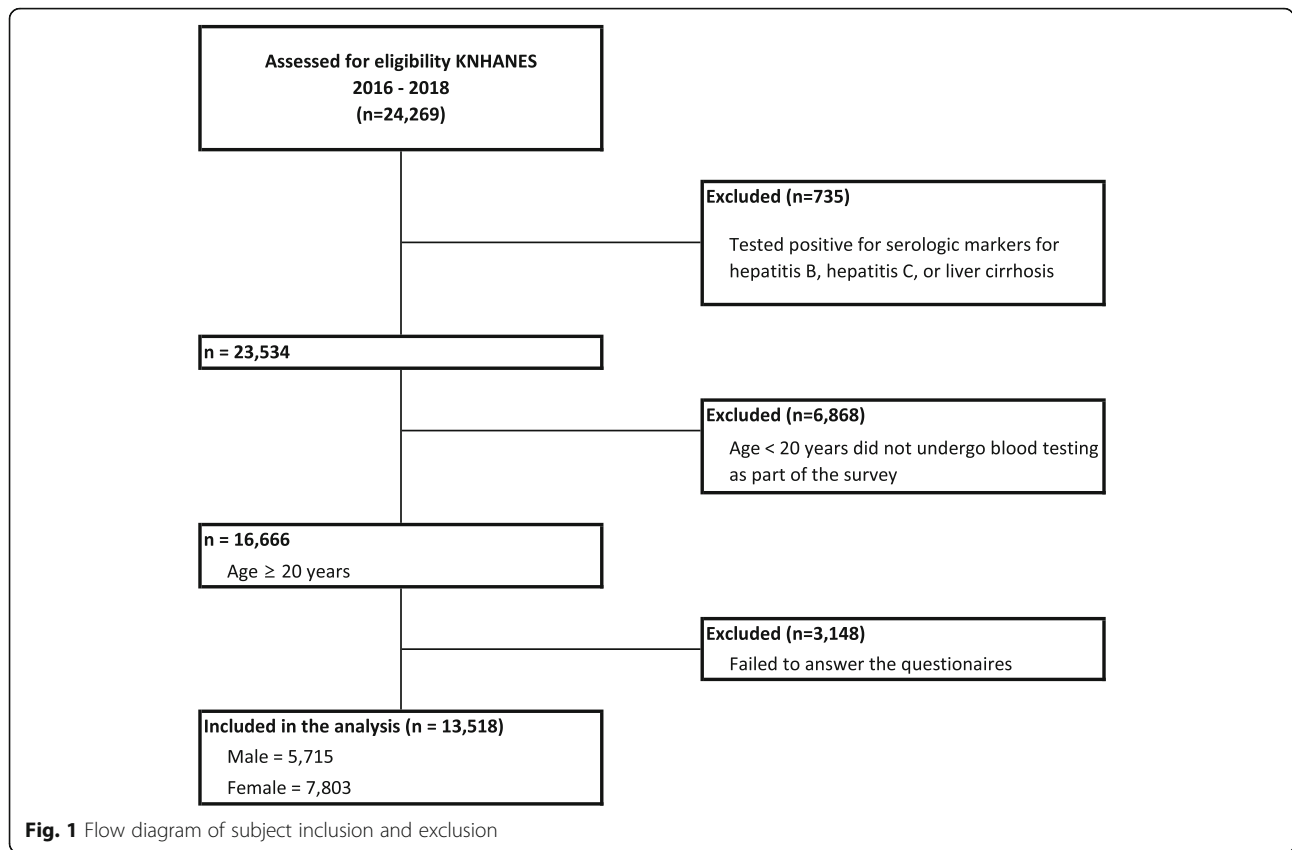 Assessed for eligibility KNHANES
2016 - 2018
(n=24,269)
Excluded (n=735)
Tested positive for serologic markers for
hepatitis B, hepatitis C, or liver cirrhosis
n = 23,534
Excluded (n=6,868)
Age < 20 years did not undergo blood testing
as part of the survey
n = 16,666
Age ≥ 20 years
Excluded (n=3,148)
Failed to answer the questionaires
Included in the analysis (n = 13,518)
Male = 5,715
Female = 7,803
Fig. 1 Flow diagram of subject inclusion and exclusion